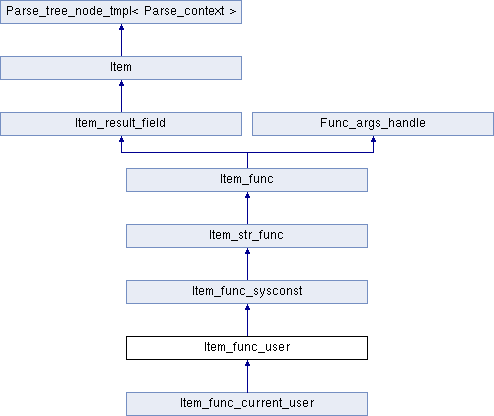 Parse_tree_node_tmpl< Parse_context >
Item
Item_result_field
Func_args_handle
Item_func
Item_str_func
Item_func_sysconst
Item_func_user
Item_func_current_user